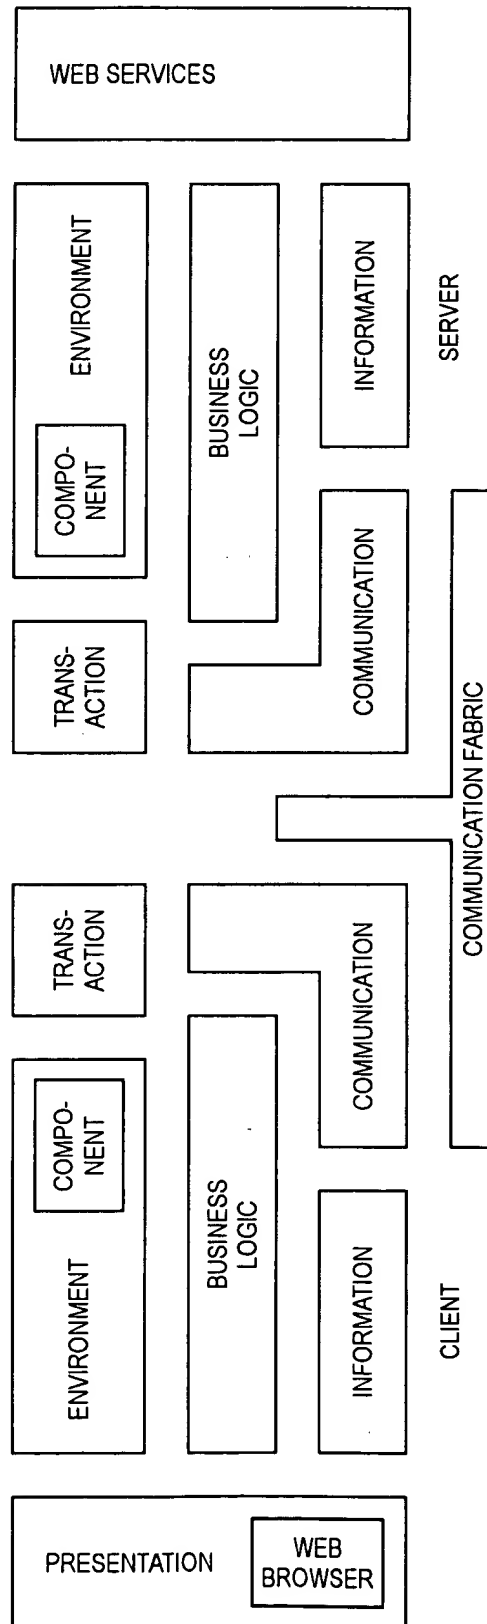 WEB SERVICES
ENVIRONMENT
COMPO-
NENT
BUSINESS
LOGIC
INFORMATION
SERVER
TRANS-
ACTION
COMMUNICATION
COMMUNICATION FABRIC
TRANS-
ACTION
COMMUNICATION
COMPO-
NENT
ENVIRONMENT
BUSINESS
LOGIC
INFORMATION
CLIENT
PRESENTATION
WEB
BROWSER